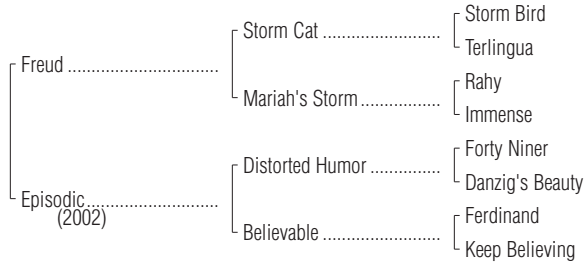 Storm Bird
Storm Cat ........................
Terlingua
Freud ................................
Rahy
Mariah's Storm ................
Immense
Forty Niner
Distorted Humor ..............
Danzig's Beauty
Episodic............................
(2002)
Ferdinand
Believable ........................
Keep Believing